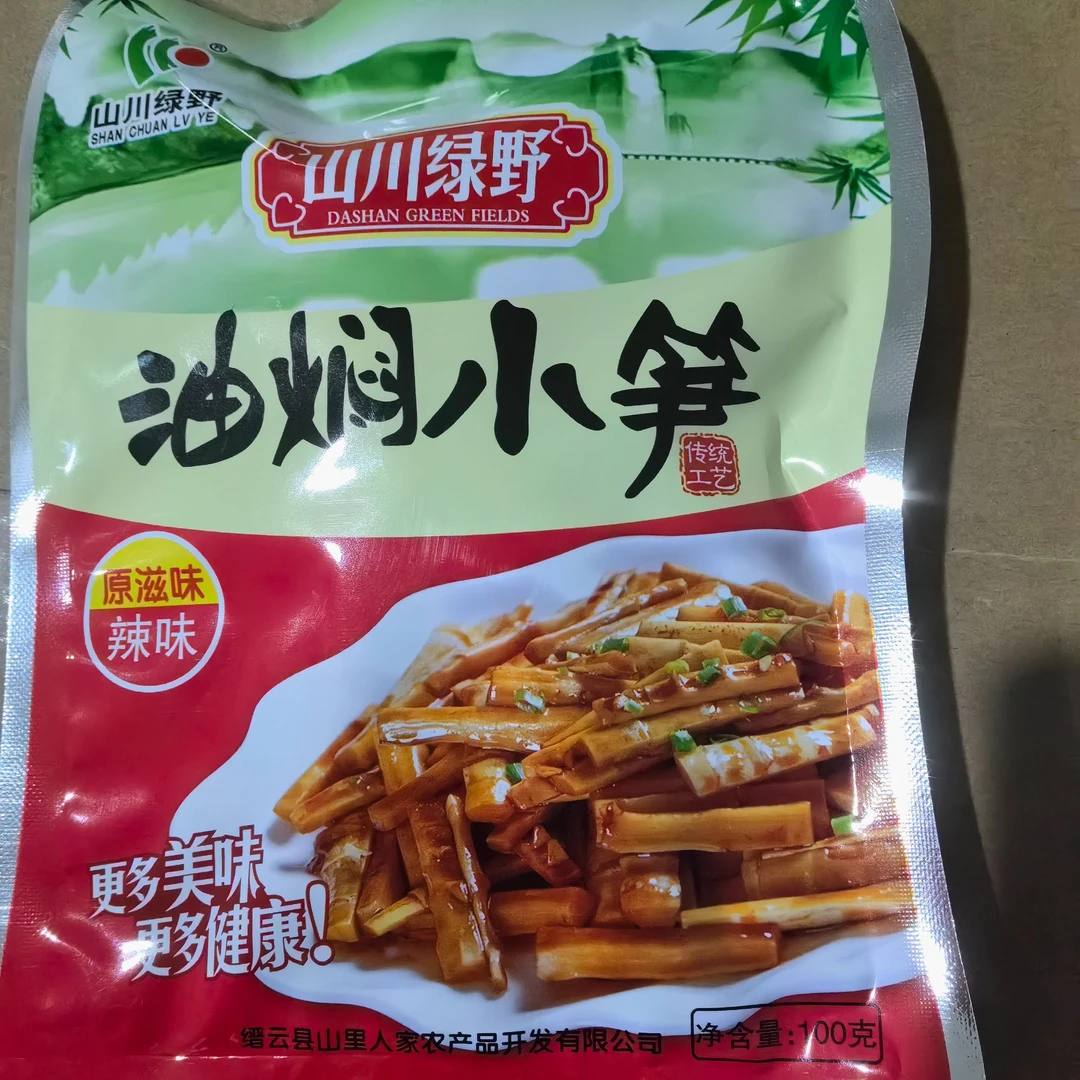 山川绿野
SHAN CHUAN LV YE
山川绿野
DASHAN GREEN FIELDS
油焖小笋
传统
工艺
原滋味
辣味
更多美味
更多健康!
缙云县山里人家农产品开发有限公司
净含量:100克